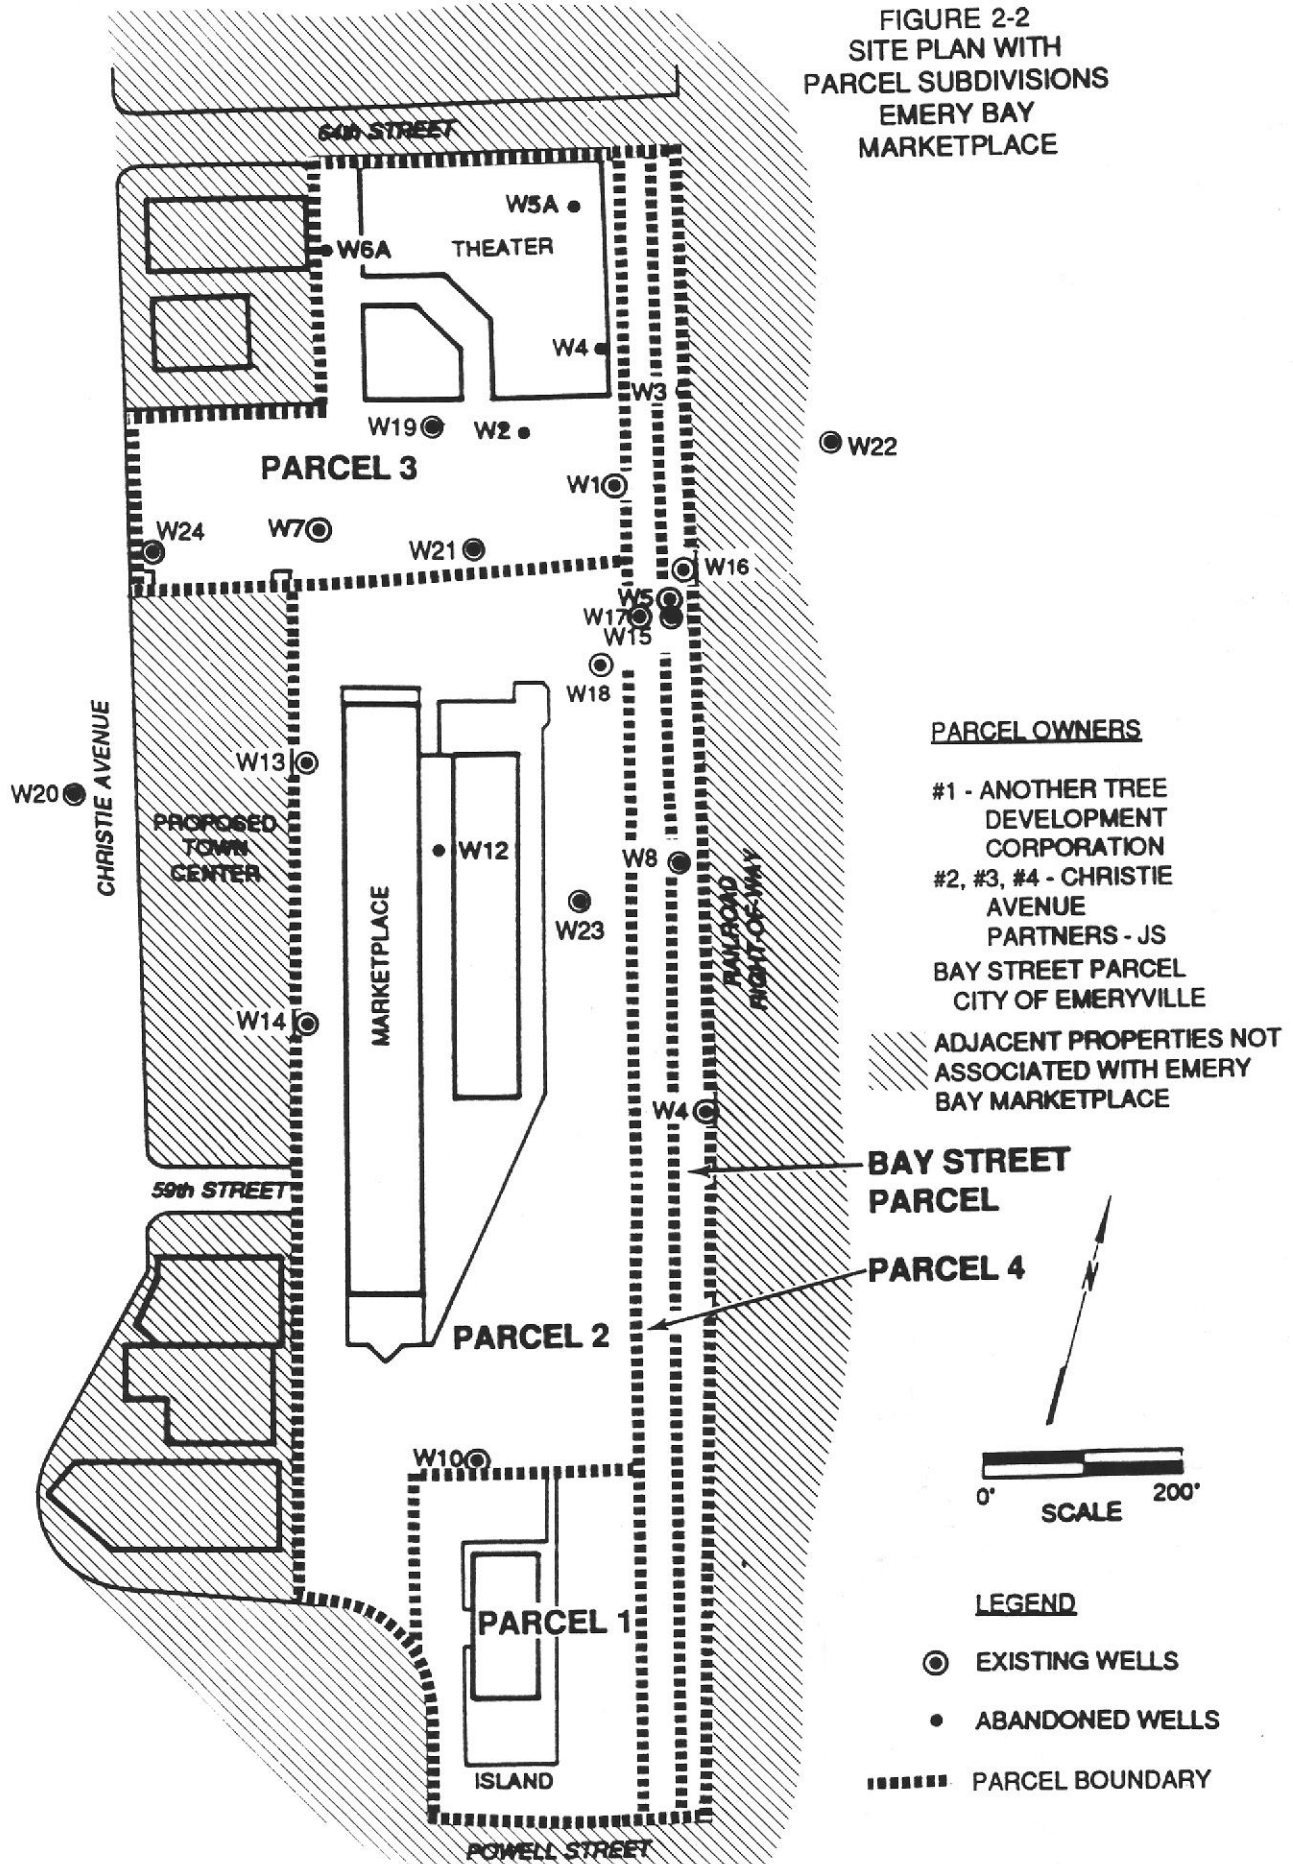 FIGURE 2-2
SITE PLAN WITH
PARCEL SUBDIVISIONS
EMERY BAY
MARKETPLACE
64th STREET
W5A
W6A
THEATER
W4
W3
W19
W2
W22
PARCEL 3
W1
W24
W7
W21
W16
W5
W17
W15
W18
PARCEL OWNERS
W13
#1 - ANOTHER TREE
DEVELOPMENT
CORPORATION
#2, #3, #4 - CHRISTIE
AVENUE
PARTNERS - JS
BAY STREET PARCEL
CITY OF EMERYVILLE
W20
CHRISTIE AVENUE
PROPOSED
TOWN
CENTER
W12
W8
MARKETPLACE
W23
RAILROAD
RIGHT-OF-WAY
W14
ADJACENT PROPERTIES NOT
ASSOCIATED WITH EMERY
BAY MARKETPLACE
W4
BAY STREET
PARCEL
59th STREET
PARCEL 4
N
PARCEL 2
W10
0'
200'
SCALE
LEGEND
PARCEL 1
EXISTING WELLS
ABANDONED WELLS
ISLAND
PARCEL BOUNDARY
POWELL STREET